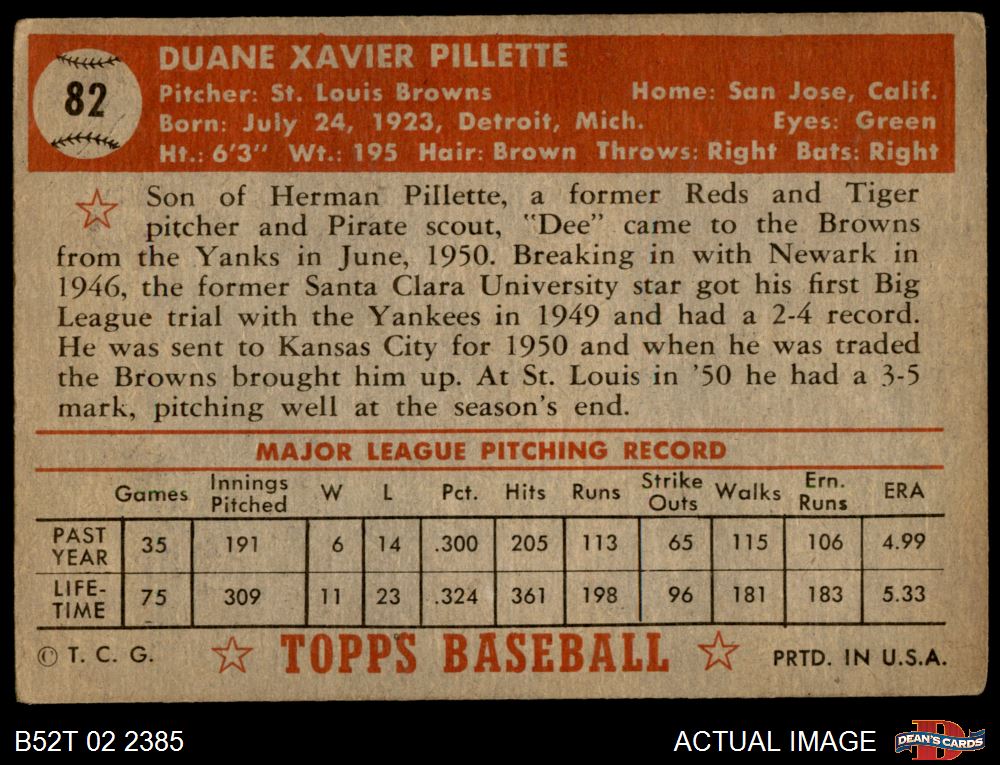 82
DUANE XAVIER PILLETTE
Pitcher: St. Louis Browns Home: San Jose, Calif.
Born: July 24, 1923, Detroit, Mich. Eyes: Green
Ht.: 6'3" Wt.: 195 Hair: Brown Throws: Right Bats: Right
Son of Herman Pillette, a former Reds and Tiger
pitcher and Pirate scout, "Dee" came to the Browns
from the Yanks in June, 1950. Breaking in with Newark in
1946, the former Santa Clara University star got his first Big
League trial with the Yankees in 1949 and had a 2-4 record.
He was sent to Kansas City for 1950 and when he was traded
the Browns brought him up. At St. Louis in '50 he had a 3-5
mark, pitching well at the season's end.
MAJOR LEAGUE PITCHING RECORD
Games Innings Pitched W L Pct. Hits Runs Strike Outs Walks Ern. Runs ERA
PAST YEAR 35 191 6 14 .300 205 113 65 115 106 4.99
LIFE-TIME 75 309 11 23 .324 361 198 96 181 183 5.33
© T. C. G. TOPPS BASEBALL PRTD. IN U.S.A.
B52T 02 2385 ACTUAL IMAGE DEAN'S CARDS